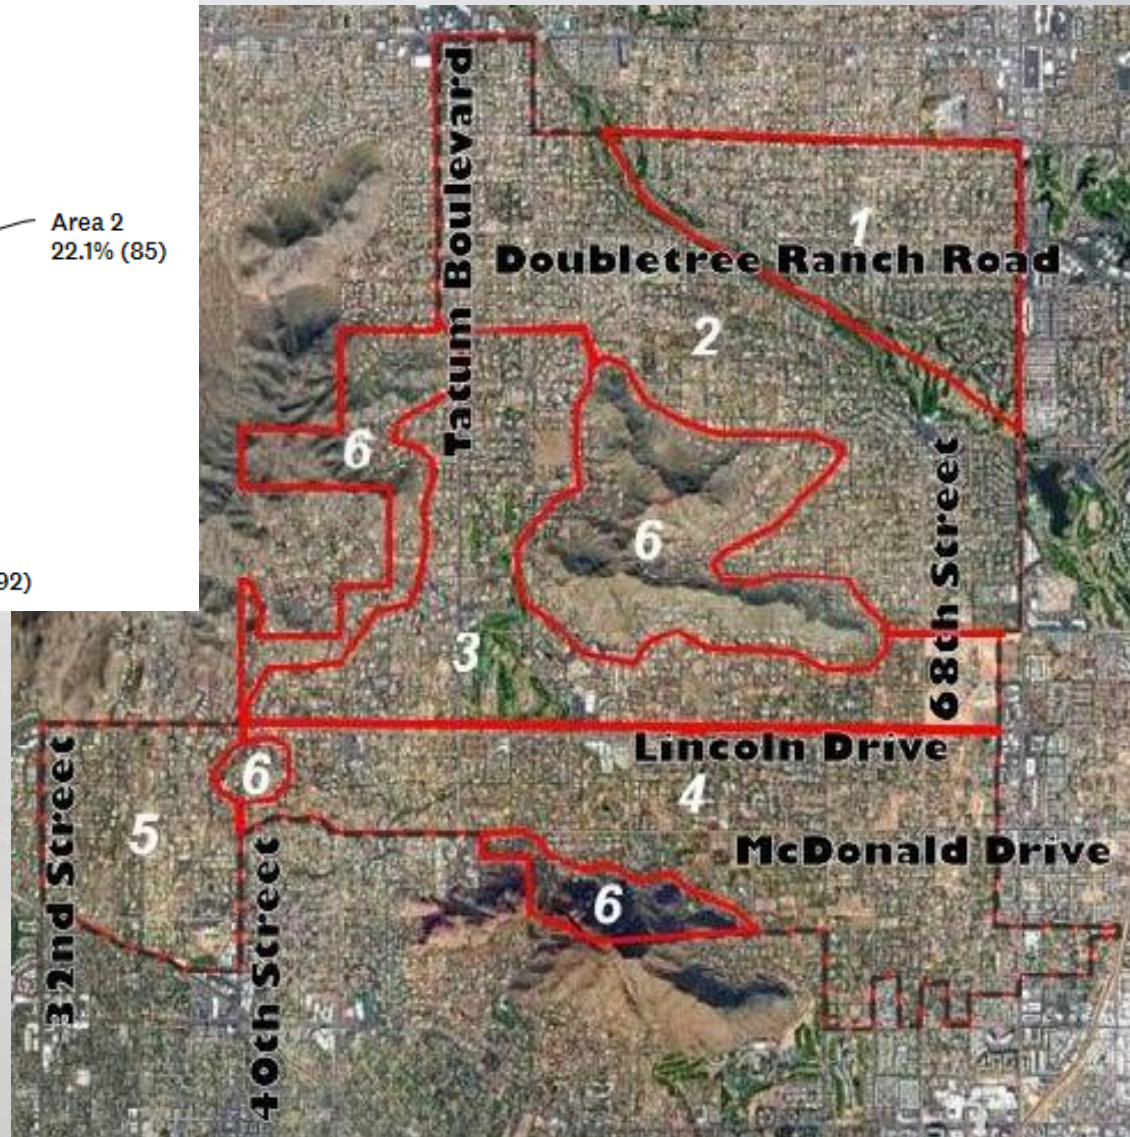 Area 2
22.1% (85)
92)
Tatum Boulevard
1
Doubletree Ranch Road
2
6
6
68th Street
3
Lincoln Drive
32nd Street
6
4
5
McDonald Drive
40th Street
6